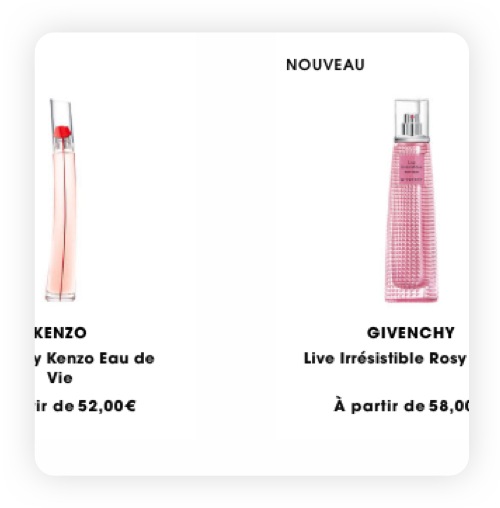 NOUVEAU
KENZO
y Kenzo Eau de
Vie
ir de 52,00€
GIVENCHY
Live Irrésistible Rosy
À partir de 58,00